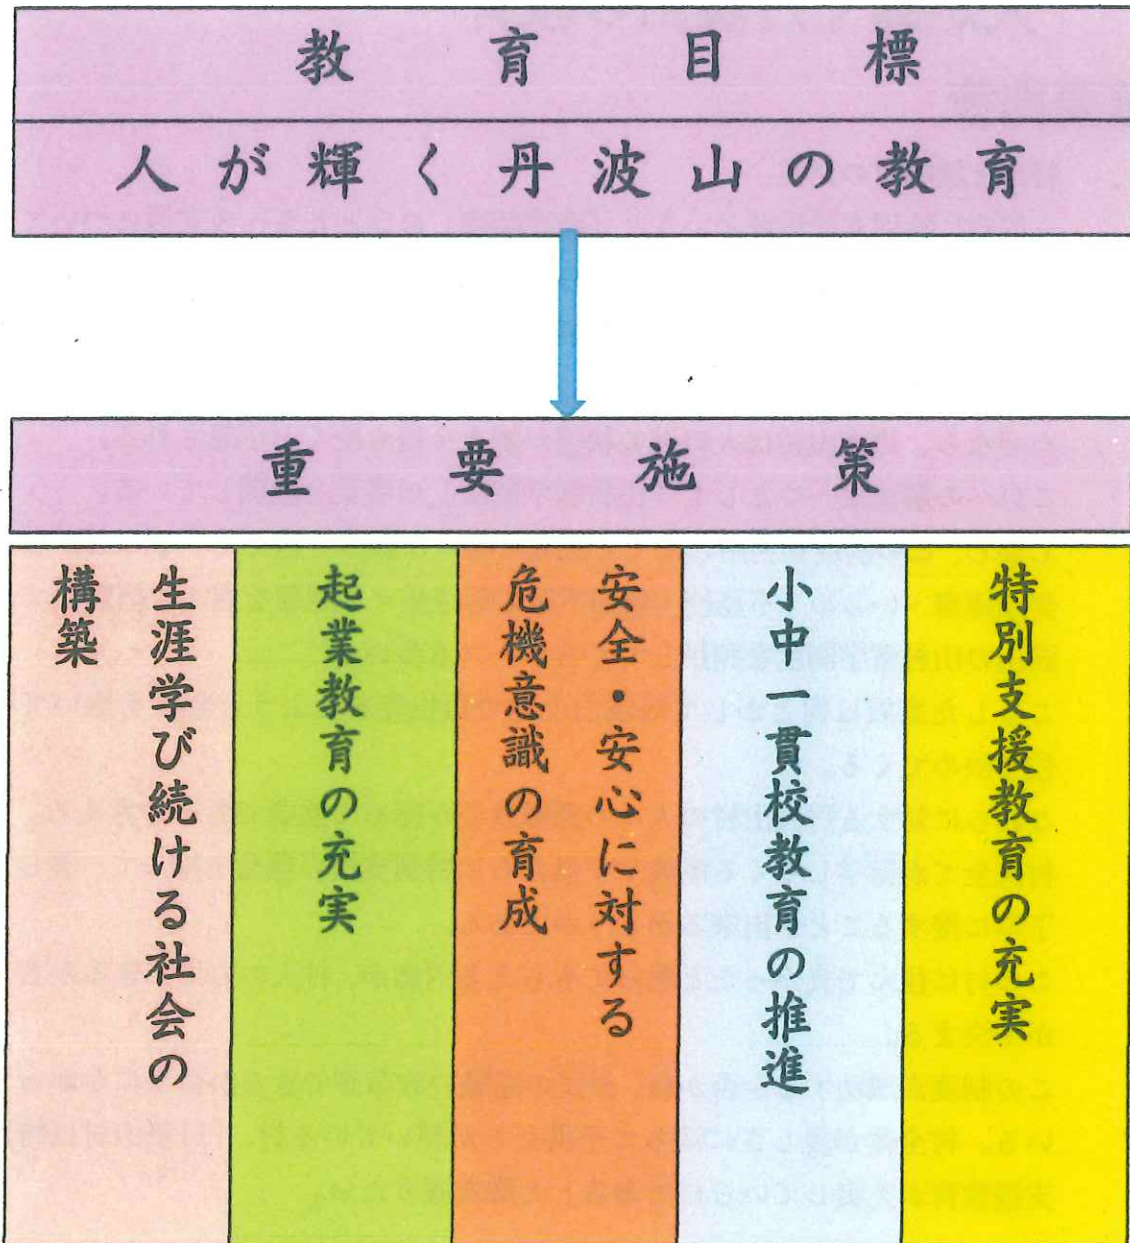 教育目標
人が輝く丹波山の教育
重要施策
特別支援教育の充実
小中一貫校教育の推進
安全・安心に対する
危機意識の育成
起業教育の充実
生涯学び続ける社会の
構築